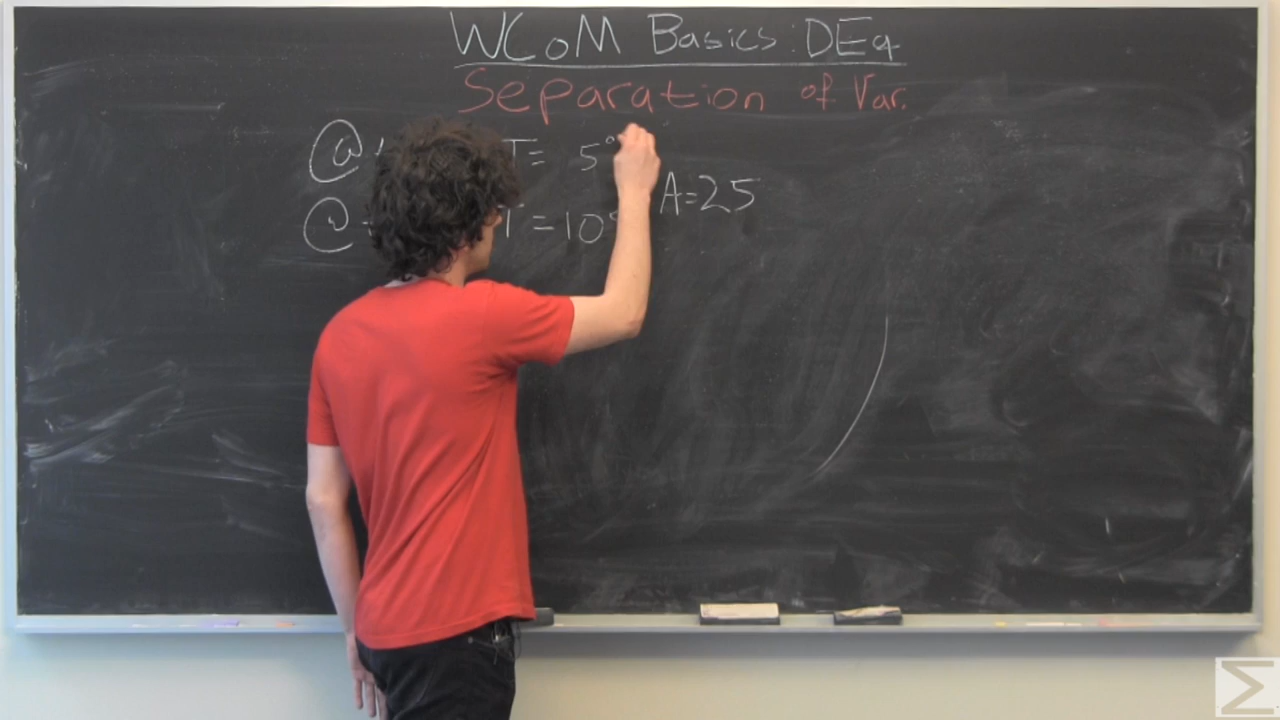 WCoM Basics: DEq
Separation of Var.
@ T= 5°
A=25
@ T=10°
Σ